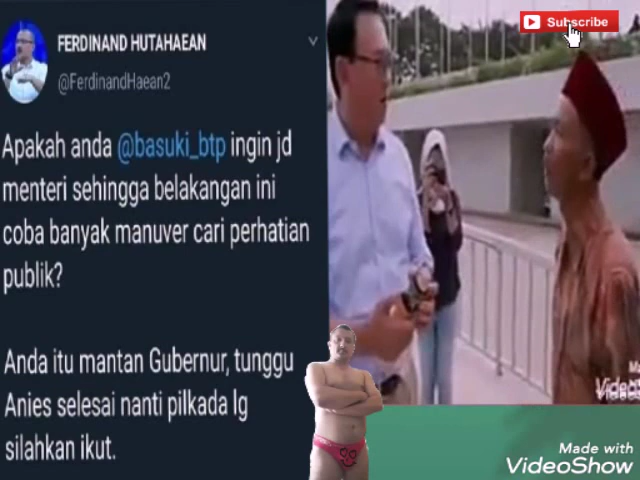 FERDINAND HUTAHAEAN
@FerdinandHaean2
Apakah anda @basuki_btp ingin jd
menteri sehingga belakangan ini
coba banyak manuver cari perhatian
publik?
Anda itu mantan Gubernur, tunggu
Anies selesai nanti pilkada lg
silahkan ikut.
Subscribe
Made with
VideoShow